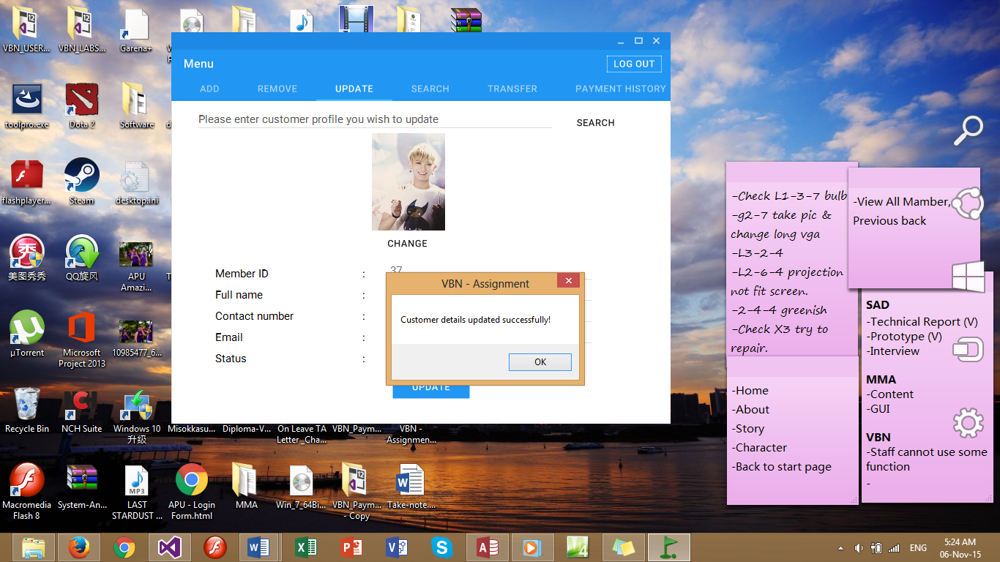 VBN_USER...
VBN_LABS...
Garena+
toolpro.exe
Dota 2
Software
flashplayer...
Steam
desktop.ini
美图秀秀
QQ旋风
APU
Amazi...
µTorrent
Microsoft
Project 2013
10985477_6...
Recycle Bin
NCH Suite
Windows 10
升级
Misokkasu...
Diploma-V...
On Leave TA
Letter _Cha...
VBN_Paym...
VBN -
Assignmen...
Macromedia
Flash 8
System-An...
MP3
LAST
STARDUST ...
APU - Login
Form.html
MMA
Win_7_64Bi...
VBN_Paym...
- Copy
Take-note....
Menu
LOG OUT
ADD
REMOVE
UPDATE
SEARCH
TRANSFER
PAYMENT HISTORY
Please enter customer profile you wish to update
SEARCH
CHANGE
Member ID :
37
Full name :
Contact number :
Email :
Status :
VBN - Assignment
Customer details updated successfully!
OK
UPDATE
-Check L1-3-7 bulb
-g2-7 take pic &
change long vga
-L3-2-4
-L2-6-4 projection
not fit screen.
-2-4-4 greenish
-Check X3 try to
repair.
-View All Mamber,
Previous back
-Home
-About
-Story
-Character
-Back to start page
SAD
-Technical Report (V)
-Prototype (V)
-Interview
MMA
-Content
-GUI
VBN
-Staff cannot use some
function
-
ENG
5:24 AM
06-Nov-15